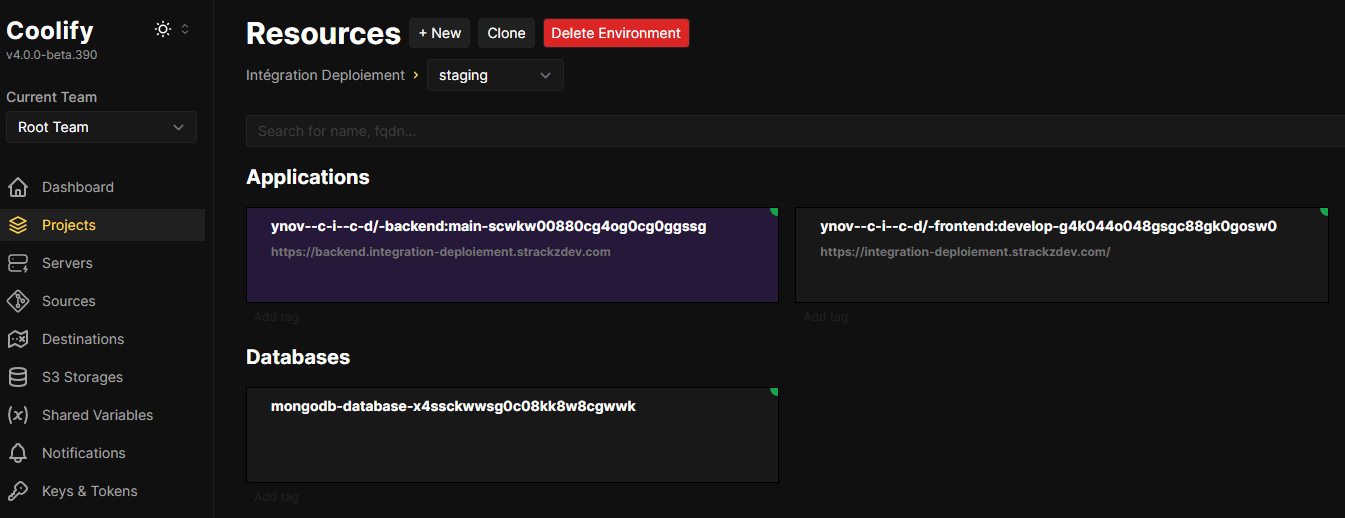 Coolify
v4.0.0-beta.390
Current Team
Root Team
Dashboard
Projects
Servers
Sources
Destinations
S3 Storages
Shared Variables
Notifications
Keys & Tokens
Resources
+ New
Clone
Delete Environment
Intégration Deploiement
staging
Search for name, fqdn...
Applications
ynov--c-i--c-d/-backend:main-scwkw00880cg4og0cg0ggssg
https://backend.integration-deploiement.strackzdev.com
Add tag
ynov--c-i--c-d/-frontend:develop-g4k044o048gsgc88gk0gosw0
https://integration-deploiement.strackzdev.com/
Add tag
Databases
mongodb-database-x4ssckwwsg0c08kk8w8cgwwk
Add tag